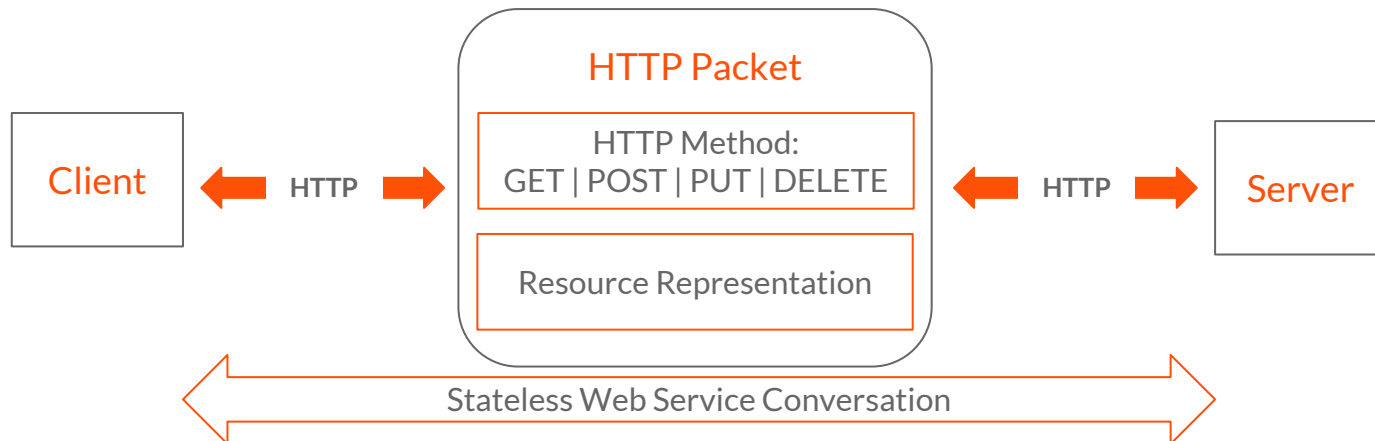 HTTP Packet
Client
HTTP
HTTP Method:
GET | POST | PUT | DELETE
HTTP
Server
Resource Representation
Stateless Web Service Conversation